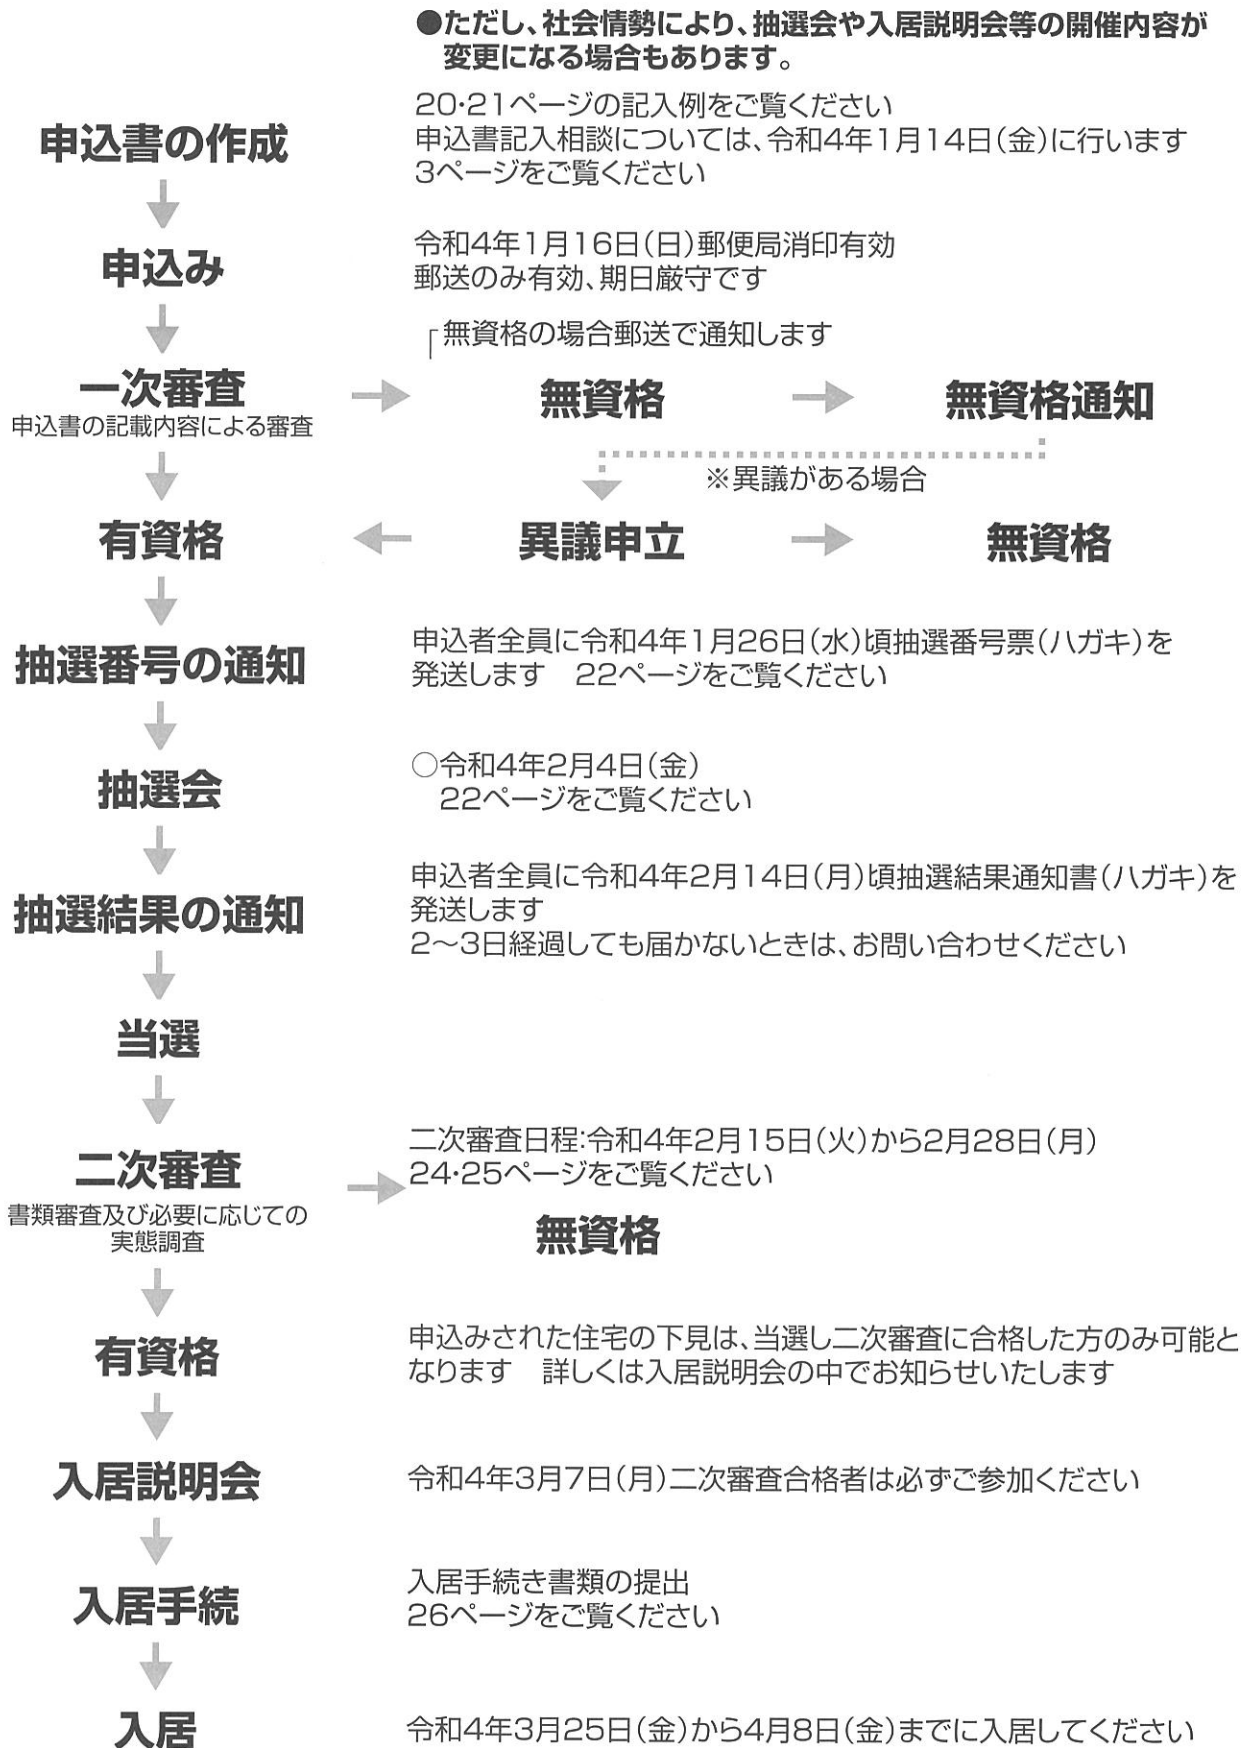 ●ただし、社会情勢により、抽選会や入居説明会等の開催内容が
変更になる場合もあります。
申込書の作成
20・21ページの記入例をご覧ください
申込書記入相談については、令和4年1月14日(金)に行います
3ページをご覧ください
申込み
令和4年1月16日(日)郵便局消印有効
郵送のみ有効、期日厳守です
無資格の場合郵送で通知します
一次審査
申込書の記載内容による審査
無資格
無資格通知
※異議がある場合
有資格
異議申立
無資格
抽選番号の通知
申込者全員に令和4年1月26日(水)頃抽選番号票(ハガキ)を
発送します　22ページをご覧ください
抽選会
○令和4年2月4日(金)
22ページをご覧ください
抽選結果の通知
申込者全員に令和4年2月14日(月)頃抽選結果通知書(ハガキ)を
発送します
2〜3日経過しても届かないときは、お問い合わせください
当選
二次審査
書類審査及び必要に応じての
実態調査
二次審査日程:令和4年2月15日(火)から2月28日(月)
24・25ページをご覧ください
無資格
有資格
申込みされた住宅の下見は、当選し二次審査に合格した方のみ可能と
なります　詳しくは入居説明会の中でお知らせいたします
入居説明会
令和4年3月7日(月)二次審査合格者は必ずご参加ください
入居手続
入居手続き書類の提出
26ページをご覧ください
入居
令和4年3月25日(金)から4月8日(金)までに入居してください